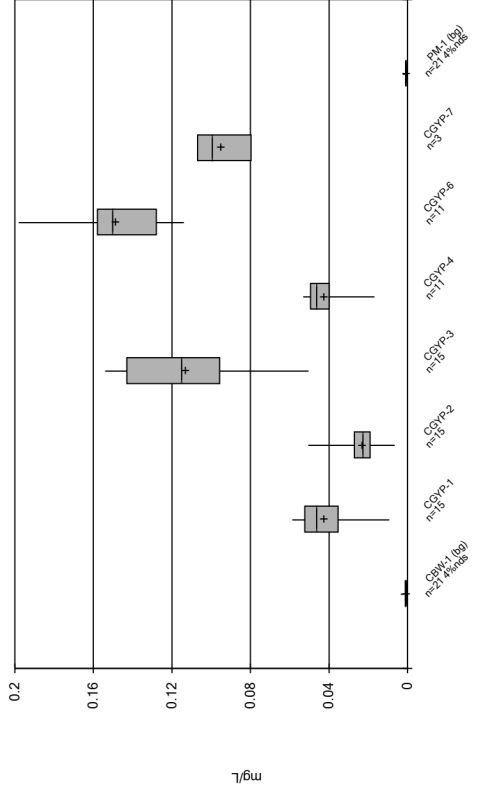 0.2
0.16
0.12
0.08
0.04
0
mg/L
CBW-1 (bg)
n=21 4%nds
CGYP-1
n=15
CGYP-2
n=15
CGYP-3
n=15
CGYP-4
n=11
CGYP-6
n=11
CGYP-7
n=3
PM-1 (bg)
n=21 4%nds